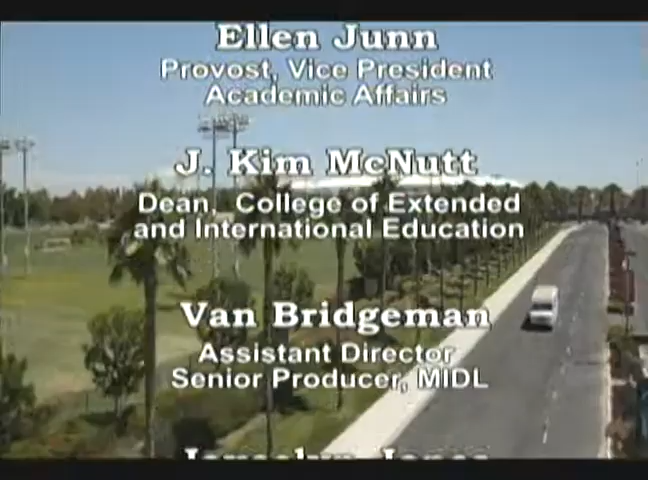 Ellen Junn
Provost, Vice President
Academic Affairs
J. Kim McNutt
Dean, College of Extended
and International Education
Van Bridgeman
Assistant Director
Senior Producer, MIDL